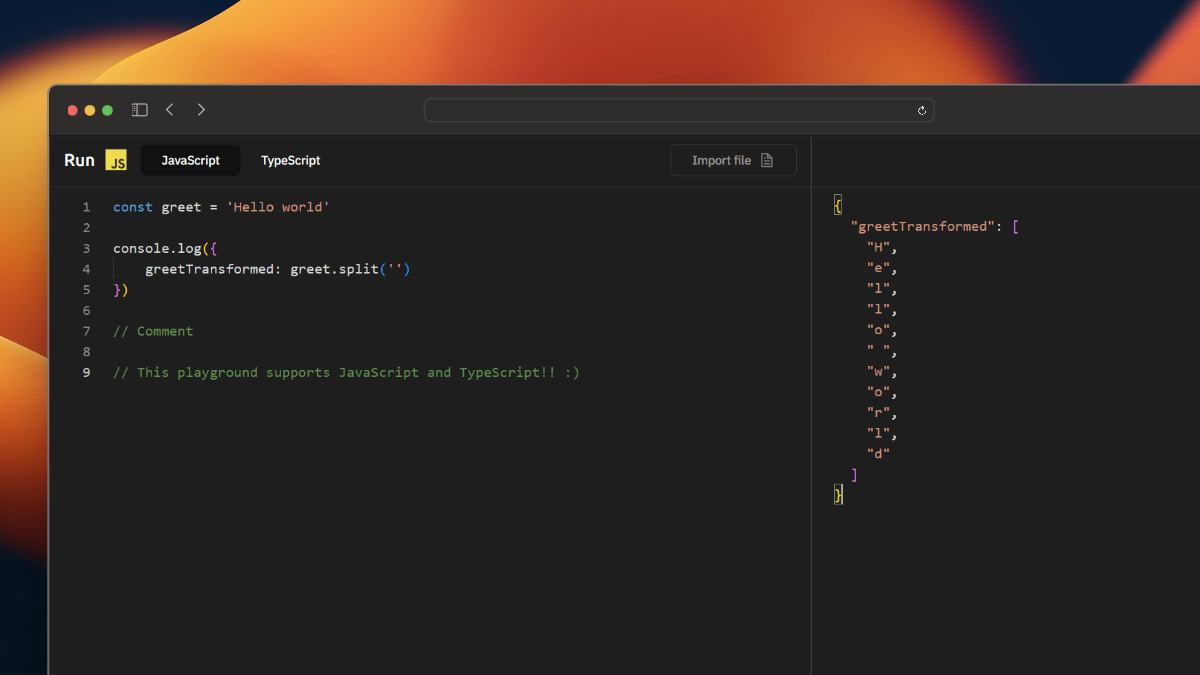 Run JS JavaScript TypeScript Import file
1 const greet = 'Hello world'
2
3 console.log({
4 greetTransformed: greet.split('')
5 })
6
7 // Comment
8
9 // This playground supports JavaScript and TypeScript!! :)
{
"greetTransformed": [
"H",
"e",
"l",
"l",
"o",
" ",
"w",
"o",
"r",
"l",
"d"
]
}